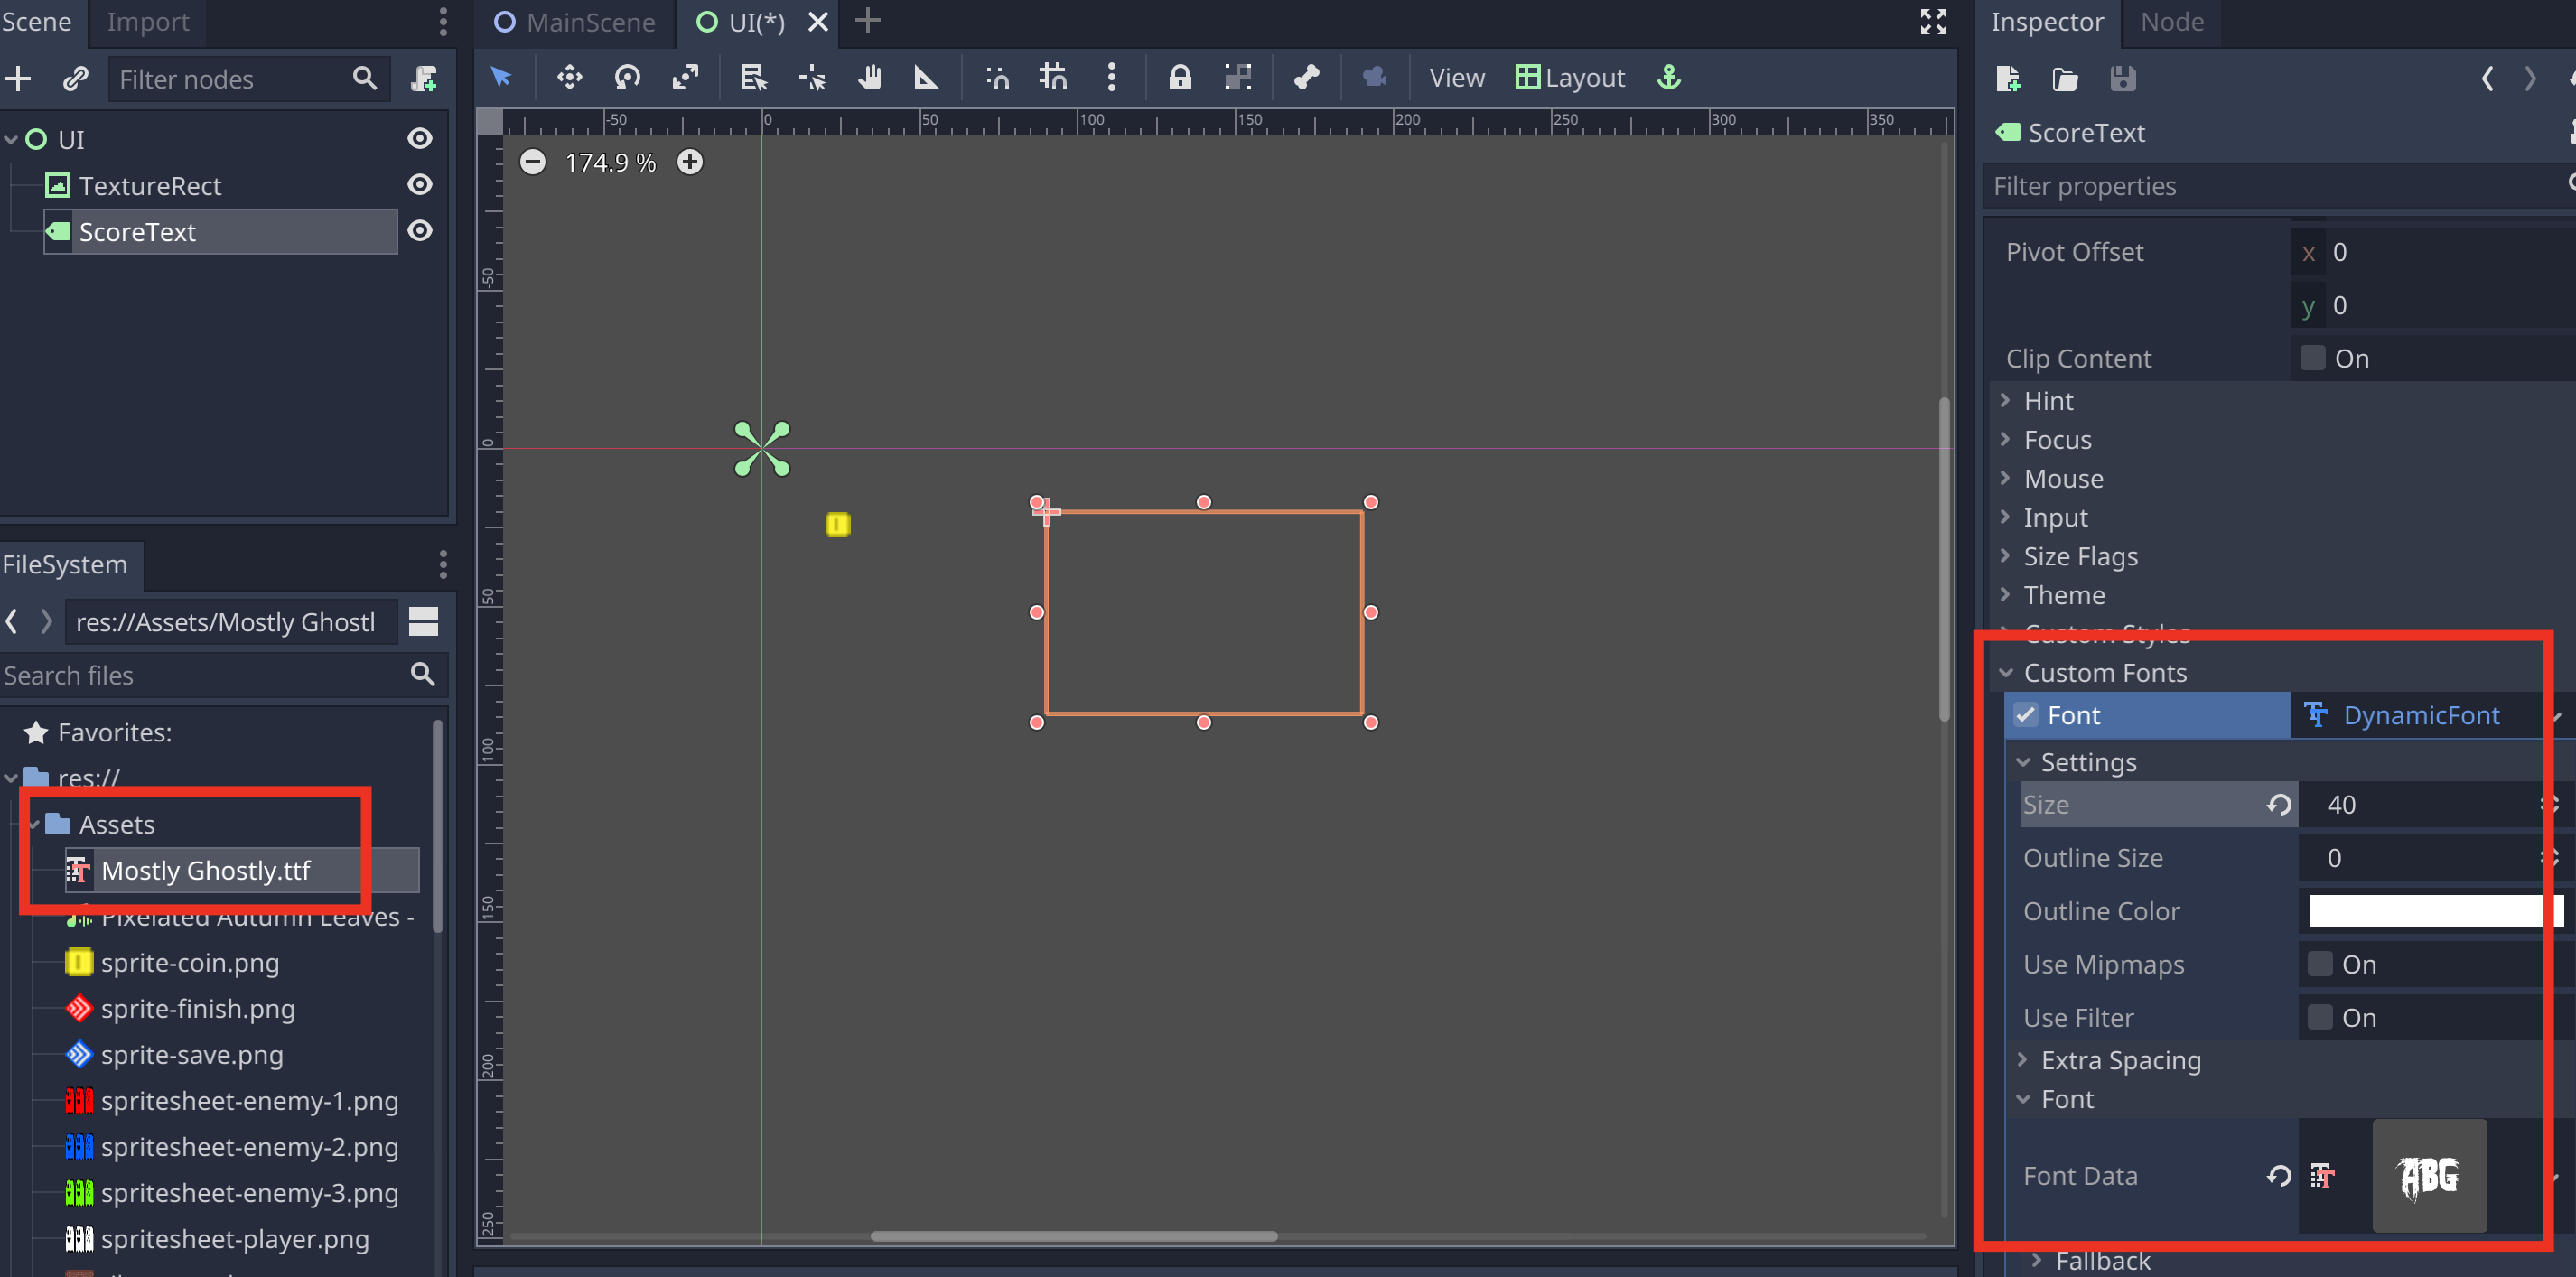 Scene Import
Filter nodes
UI
TextureRect
ScoreText
FileSystem
res://Assets/Mostly Ghostl
Search files
Favorites:
res://
Assets
Mostly Ghostly.ttf
Pixelated Autumn Leaves -
sprite-coin.png
sprite-finish.png
sprite-save.png
spritesheet-enemy-1.png
spritesheet-enemy-2.png
spritesheet-enemy-3.png
spritesheet-player.png
MainScene UI(*)
View Layout
-50 0 50 100 150 200 250 300 350
174.9 %
-50
0
50
100
150
200
250
Inspector Node
ScoreText
Filter properties
Pivot Offset x 0
y 0
Clip Content On
Hint
Focus
Mouse
Input
Size Flags
Theme
Custom Styles
Custom Fonts
Font DynamicFont
Settings
Size 40
Outline Size 0
Outline Color
Use Mipmaps On
Use Filter On
Extra Spacing
Font
Font Data ABG
Fallback